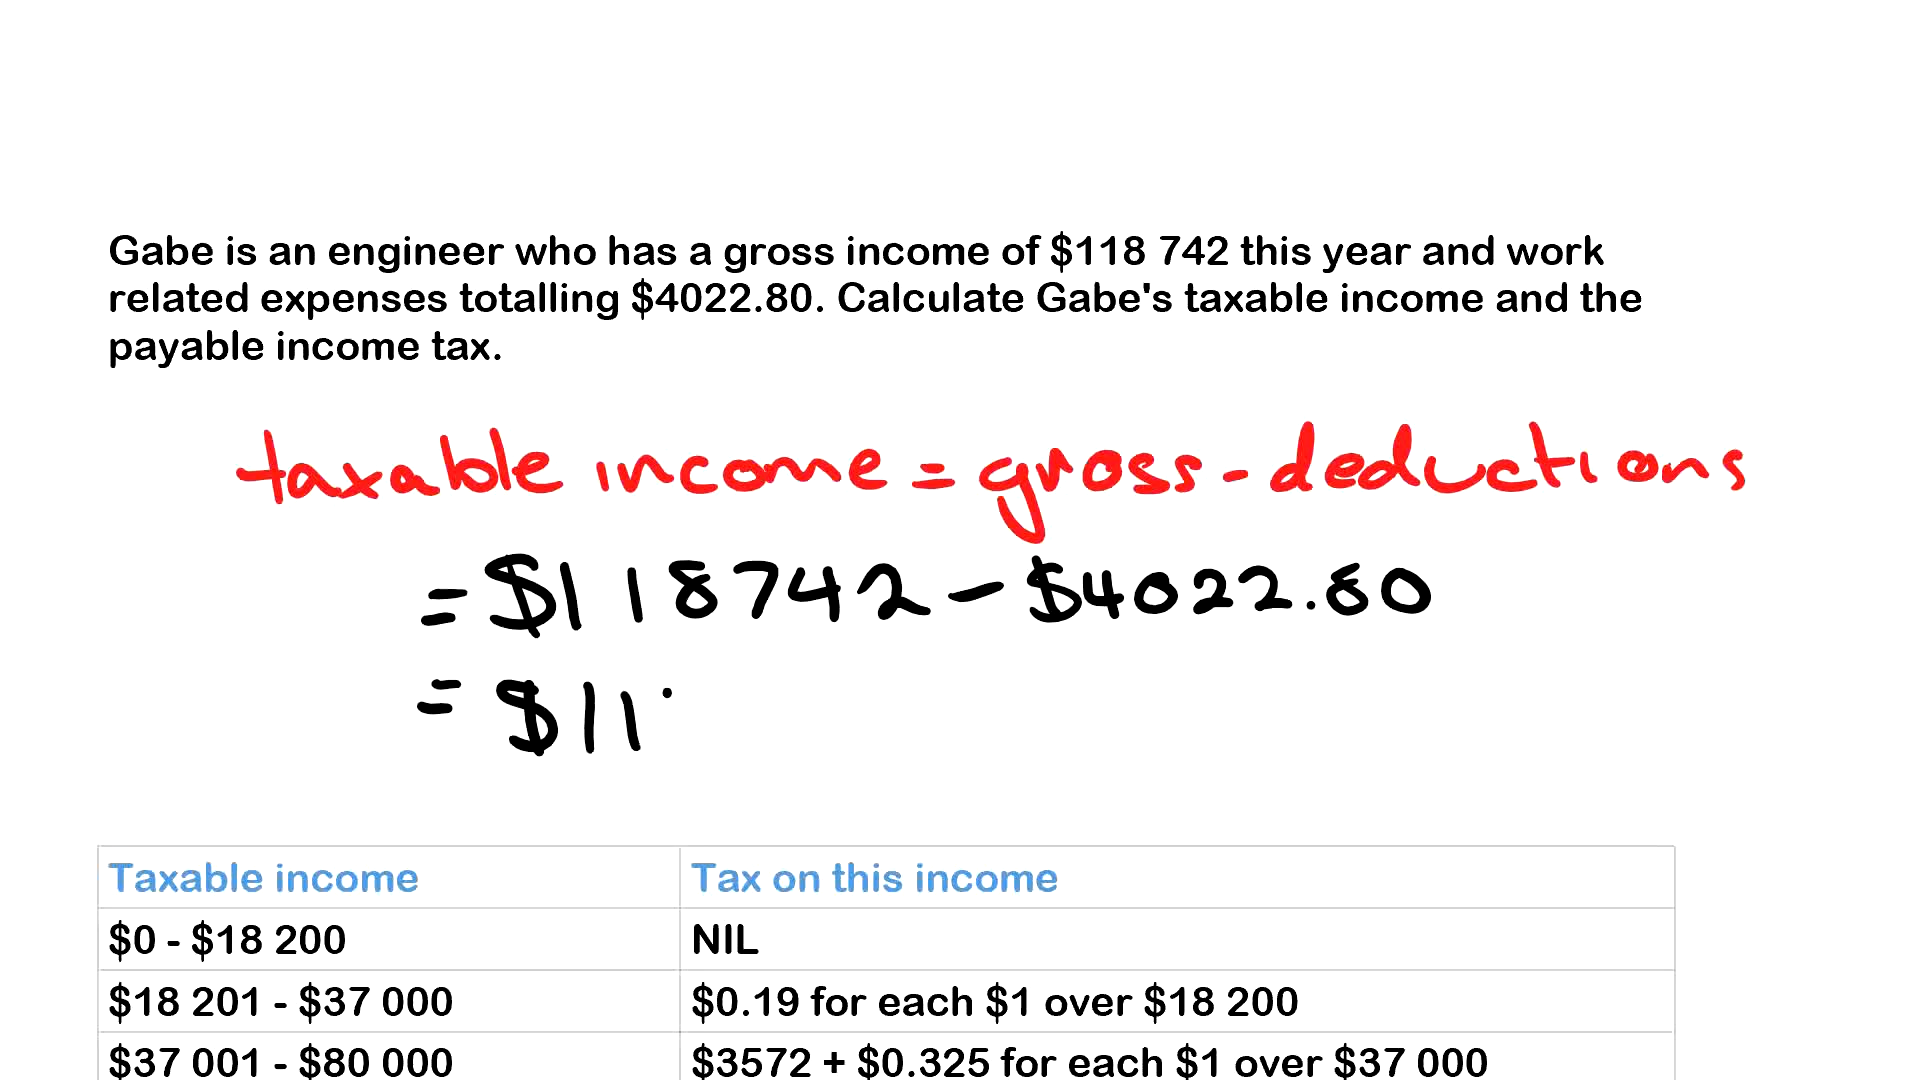 Gabe is an engineer who has a gross income of $118 742 this year and work
related expenses totalling $4022.80. Calculate Gabe's taxable income and the
payable income tax.
taxable income = gross - deductions
= $118742 - $4022.80
= $11
Taxable income Tax on this income
$0 - $18 200 NIL
$18 201 - $37 000 $0.19 for each $1 over $18 200
$37 001 - $80 000 $3572 + $0.325 for each $1 over $37 000